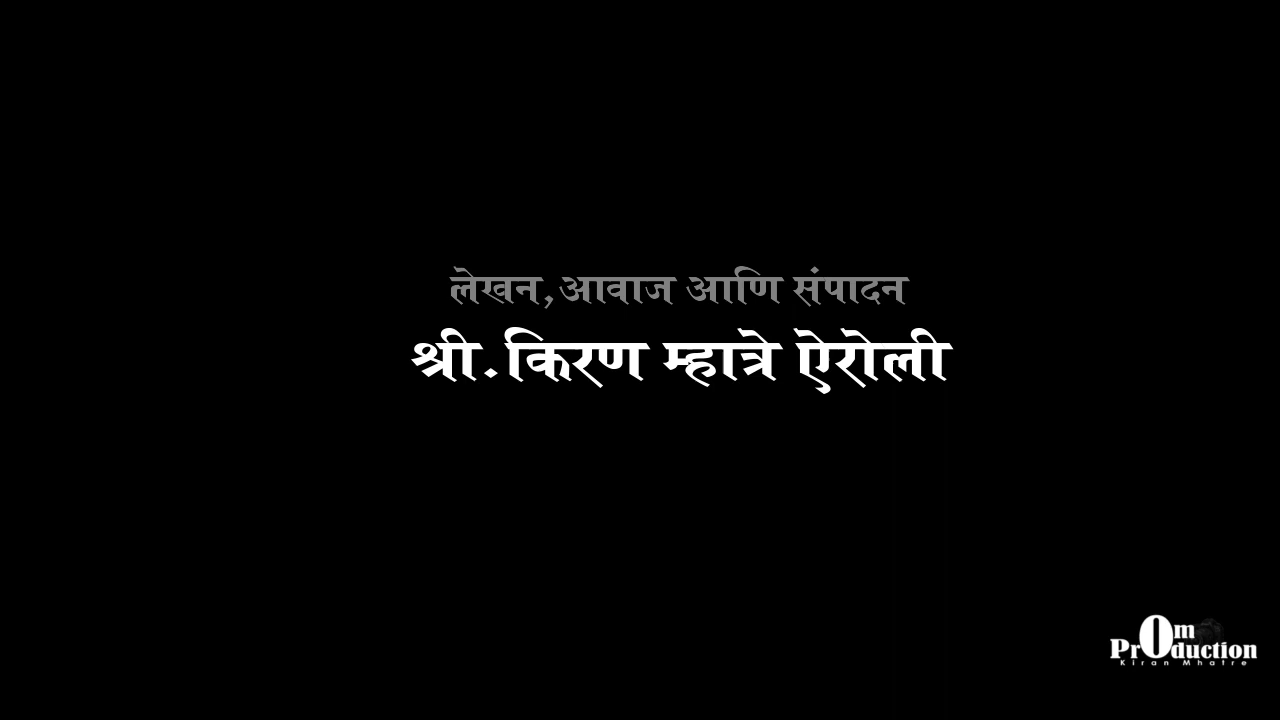 लेखन,आवाज आणि संपादन
श्री.किरण म्हात्रे ऐरोली
Om
PrOduction
Kiran Mhatre